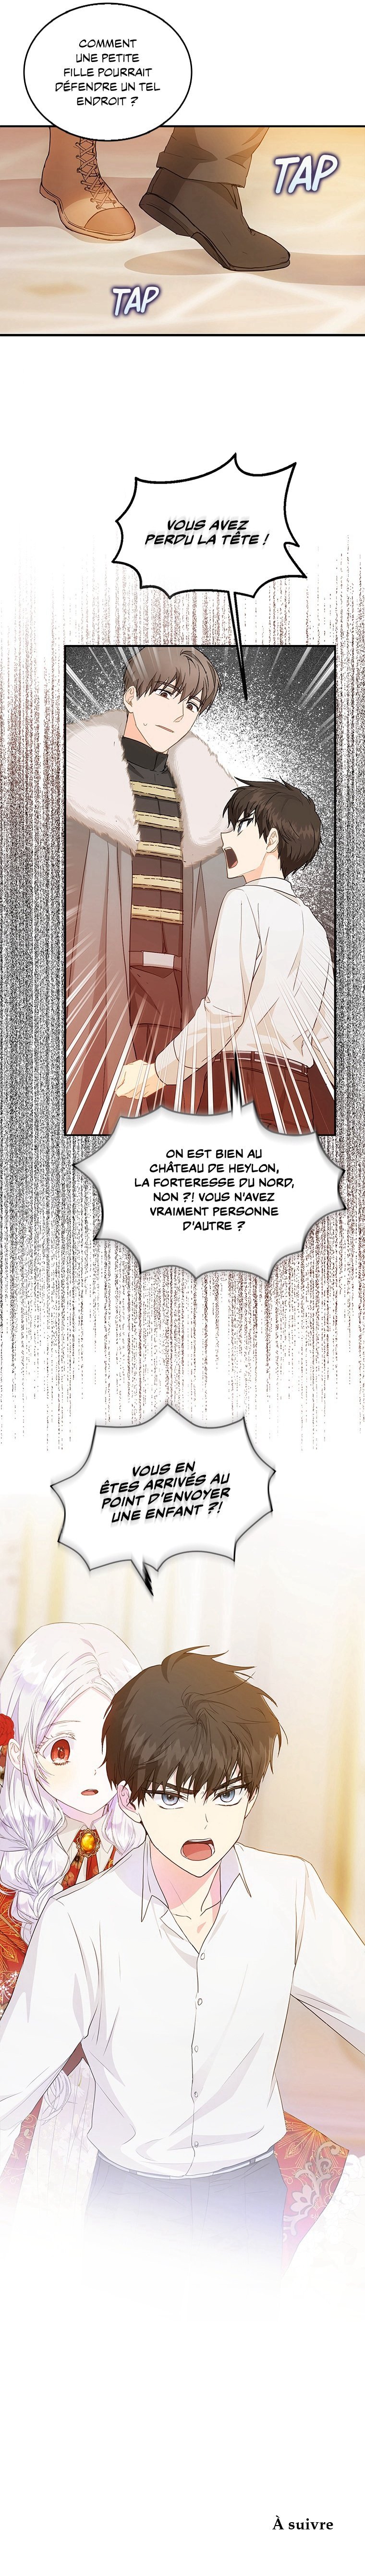 COMMENT
UNE PETITE
FILLE POURRAIT
DÉFENDRE UN TEL
ENDROIT ?
TAP
TAP
VOUS AVEZ
PERDU LA TÊTE !
ON EST BIEN AU
CHÂTEAU DE HEYLON,
LA FORTERESSE DU NORD,
NON ?! VOUS N'AVEZ
VRAIMENT PERSONNE
D'AUTRE ?
VOUS EN
ÊTES ARRIVÉS AU
POINT D'ENVOYER
UNE ENFANT ?!
À suivre